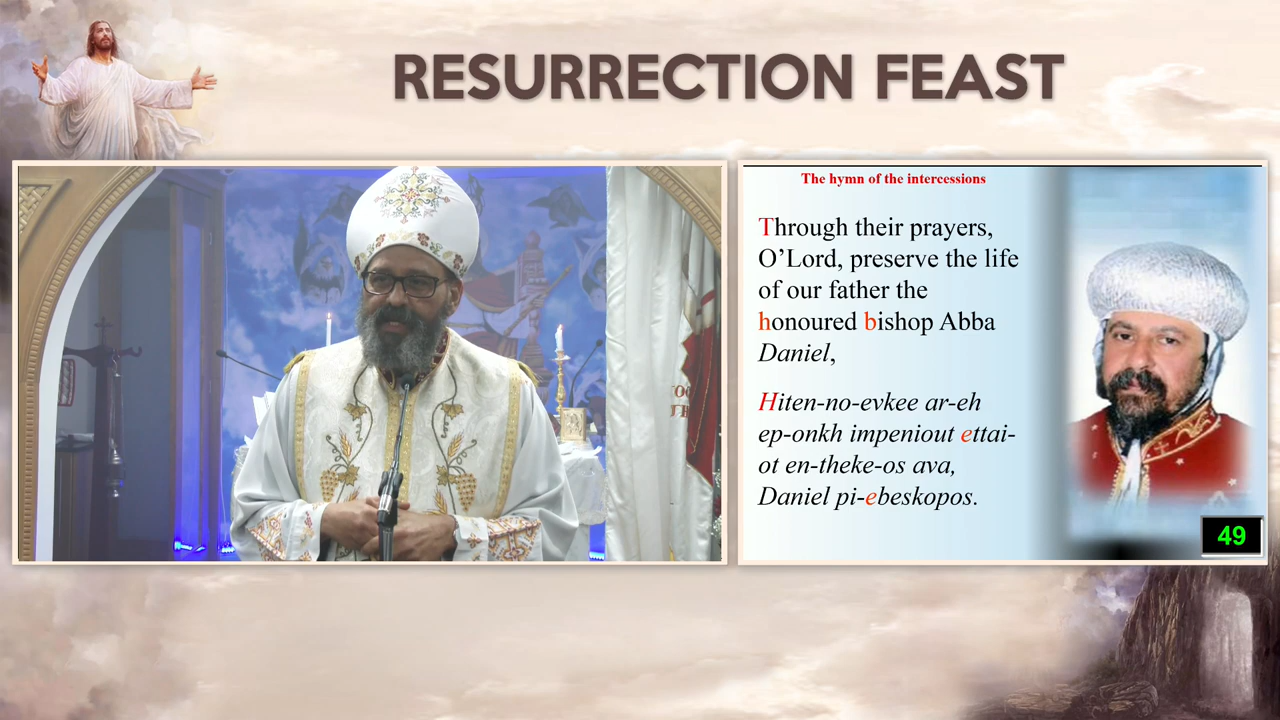 RESURRECTION FEAST
The hymn of the intercessions
Through their prayers,
O’Lord, preserve the life
of our father the
honoured bishop Abba
Daniel,
Hiten-no-evkee ar-eh
ep-onkh impeniout ettai-
ot en-theke-os ava,
Daniel pi-ebeskopos.
49